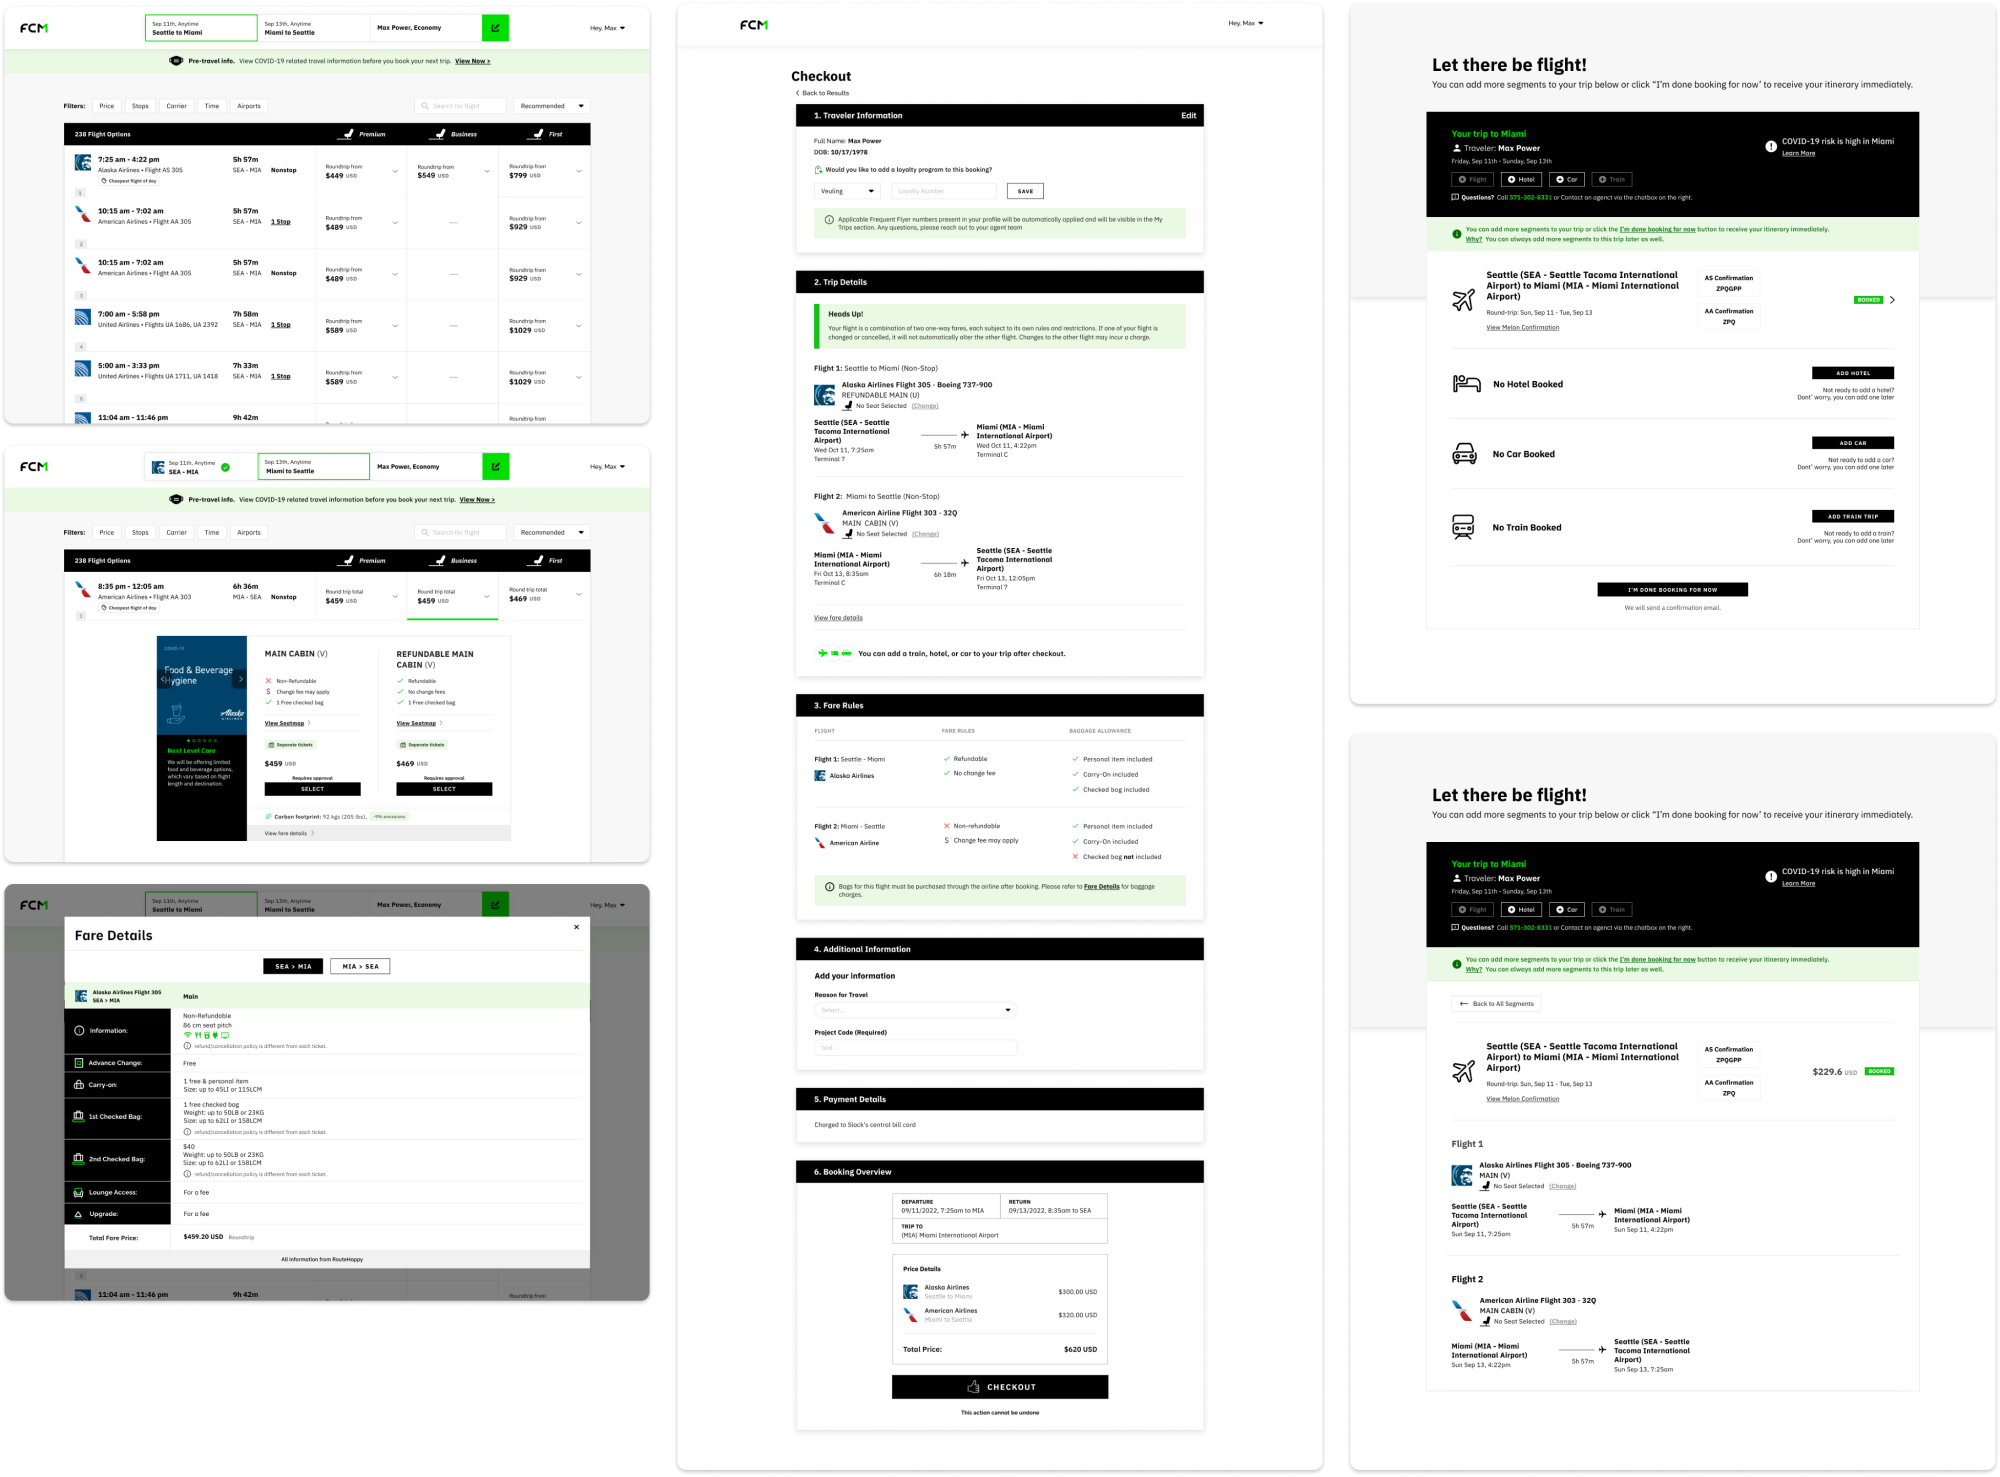 FCM
Sep 11th, Anytime
Seattle to Miami
Sep 13th, Anytime
Miami to Seattle
Max Power, Economy
Hey, Max
Pre-travel info. View COVID-19 related travel information before you book your next trip. View Now >
Filters: Price Stops Carrier Time Airports
Search for flight
Recommended
238 Flight Options Premium Business First
7:25 am - 4:22 pm
Alaska Airlines • Flight AS 305
Cheapest flight of day
5h 57m
SEA - MIA Nonstop
Roundtrip from
$449 USD
Roundtrip from
$549 USD
Roundtrip from
$799 USD
10:15 am - 7:02 am
American Airlines • Flight AA 305
2
5h 57m
SEA - MIA 1 Stop
Roundtrip from
$489 USD
Roundtrip from
$929 USD
10:15 am - 7:02 am
American Airlines • Flight AA 305
3
5h 57m
SEA - MIA Nonstop
Roundtrip from
$489 USD
Roundtrip from
$929 USD
7:00 am - 5:58 pm
United Airlines • Flights UA 1686, UA 2392
4
7h 58m
SEA - MIA 1 Stop
Roundtrip from
$589 USD
Roundtrip from
$1029 USD
5:00 am - 3:33 pm
United Airlines • Flights UA 1711, UA 1418
7h 33m
SEA - MIA 1 Stop
Roundtrip from
$589 USD
Roundtrip from
$1029 USD
11:04 am - 11:46 pm
9h 42m
Roundtrip from
FCM
Sep 11th, Anytime
SEA - MIA
Sep 13th, Anytime
Miami to Seattle
Max Power, Economy
Hey, Max
Pre-travel info. View COVID-19 related travel information before you book your next trip. View Now >
Filters: Price Stops Carrier Time Airports
Search for flight
Recommended
238 Flight Options Premium Business First
8:35 pm - 12:05 am
American Airlines • Flight AA 303
Cheapest flight of day
1
6h 36m
MIA - SEA Nonstop
Round trip total
$459 USD
Round trip total
$459 USD
Round trip total
$469 USD
COVID-19
Food & Beverage
Hygiene
Alaska
AIRLINES
Next Level Care
We will be offering limited
food and beverage options,
which vary based on flight
length and destination.
MAIN CABIN (V)
Non-Refundable
$ Change fee may apply
1 Free checked bag
View Seatmap
Seperate tickets
$459 USD
Requires approval
SELECT
REFUNDABLE MAIN
CABIN (V)
Refundable
No change fees
1 Free checked bag
View Seatmap
Seperate tickets
$469 USD
Requires approval
SELECT
Carbon footprint: 92 kgs (205 lbs), -9% emissions
View fare details
FCM
Sep 11th, Anytime
Seattle to Miami
Sep 13th, Anytime
Miami to Seattle
Max Power, Economy
Hey, Max
Fare Details
SEA > MIA
MIA > SEA
Alaska Airlines Flight 305
SEA > MIA
Main
Information:
Non-Refundable
86 cm seat pitch
refund/cancellation policy is different from each ticket.
Advance Change:
Free
Carry-on:
1 free & personal item
Size: up to 45LI or 115LCM
1st Checked Bag:
1 free checked bag
Weight: up to 50LB or 23KG
Size: up to 62LI or 158LCM
refund/cancellation policy is different from each ticket.
2nd Checked Bag:
$40
Weight: up to 50LB or 23KG
Size: up to 62LI or 158LCM
refund/cancellation policy is different from each ticket.
Lounge Access:
For a fee
Upgrade:
For a fee
Total Fare Price:
$459.20 USD Roundtrip
All information from RouteHappy
11:04 am - 11:46 pm
9h 42m
Roundtrip from
FCM
Hey, Max
Checkout
Back to Results
1. Traveler Information Edit
Full Name: Max Power
DOB: 10/17/1978
Would you like to add a loyalty program to this booking?
Veuling
Loyalty Number
SAVE
Applicable Frequent Flyer numbers present in your profile will be automatically applied and will be visible in the My
Trips section. Any questions, please reach out to your agent team
2. Trip Details
Heads Up!
Your flight is a combination of two one-way fares, each subject to its own rules and restrictions. If one of your flight is
changed or cancelled, it will not automatically alter the other flight. Changes to the other flight may incur a charge.
Flight 1: Seattle to Miami (Non-Stop)
Alaska Airlines Flight 305 - Boeing 737-900
REFUNDABLE MAIN (U)
No Seat Selected (Change)
Seattle (SEA - Seattle
Tacoma International
Airport)
Wed Oct 11, 7:25am
Terminal 7
5h 57m
Miami (MIA - Miami
International Airport)
Wed Oct 11, 4:22pm
Terminal C
Flight 2: Miami to Seattle (Non-Stop)
American Airline Flight 303 - 32Q
MAIN CABIN (V)
No Seat Selected (Change)
Miami (MIA - Miami
International Airport)
Fri Oct 13, 8:35am
Terminal C
6h 18m
Seattle (SEA - Seattle
Tacoma International
Airport)
Fri Oct 13, 12:05pm
Terminal 7
View fare details
You can add a train, hotel, or car to your trip after checkout.
3. Fare Rules
FLIGHT FARE RULES BAGGAGE ALLOWANCE
Flight 1: Seattle - Miami
Alaska Airlines
Refundable
No change fee
Personal item included
Carry-On included
Checked bag included
Flight 2: Miami - Seattle
American Airline
Non-refundable
$ Change fee may apply
Personal item included
Carry-On included
Checked bag not included
Bags for this flight must be purchased through the airline after booking. Please refer to Fare Details for baggage
charges.
4. Additional Information
Add your information
Reason for Travel
Select...
Project Code (Required)
text
5. Payment Details
Charged to Slack's central bill card
6. Booking Overview
DEPARTURE
09/11/2022, 7:25am to MIA
RETURN
09/13/2022, 8:35am to SEA
TRIP TO
(MIA) Miami International Airport
Price Details
Alaska Airlines
Seattle to Miami
$300.00 USD
American Airlines
Miami to Seattle
$320.00 USD
Total Price: $620 USD
CHECKOUT
This action cannot be undone
Let there be flight!
You can add more segments to your trip below or click “I'm done booking for now' to receive your itinerary immediately.
Your trip to Miami
Traveler: Max Power
Friday, Sep 11th - Sunday, Sep 13th
Flight Hotel Car Train
Questions? Call 571-302-8331 or Contact an agenct via the chatbox on the right.
COVID-19 risk is high in Miami
Learn More
You can add more segments to your trip or click the I'm done booking for now button to receive your itinerary immediately.
Why? You can always add more segments to this trip later as well.
Seattle (SEA - Seattle Tacoma International
Airport) to Miami (MIA - Miami International
Airport)
Round-trip: Sun, Sep 11 - Tue, Sep 13
View Melon Confirmation
AS Confirmation
ZPQGPP
AA Confirmation
ZPQ
BOOKED
No Hotel Booked
ADD HOTEL
Not ready to add a hotel?
Dont' worry, you can add one later
No Car Booked
ADD CAR
Not ready to add a car?
Dont' worry, you can add one later
No Train Booked
ADD TRAIN TRIP
Not ready to add a train?
Dont' worry, you can add one later
I'M DONE BOOKING FOR NOW
We will send a confirmation email.
Let there be flight!
You can add more segments to your trip below or click “I'm done booking for now' to receive your itinerary immediately.
Your trip to Miami
Traveler: Max Power
Friday, Sep 11th - Sunday, Sep 13th
Flight Hotel Car Train
Questions? Call 571-302-8331 or Contact an agenct via the chatbox on the right.
COVID-19 risk is high in Miami
Learn More
You can add more segments to your trip or click the I'm done booking for now button to receive your itinerary immediately.
Why? You can always add more segments to this trip later as well.
Back to All Segments
Seattle (SEA - Seattle Tacoma International
Airport) to Miami (MIA - Miami International
Airport)
Round-trip: Sun, Sep 11 - Tue, Sep 13
View Melon Confirmation
AS Confirmation
ZPQGPP
AA Confirmation
ZPQ
$229.6 USD BOOKED
Flight 1
Alaska Airlines Flight 305 - Boeing 737-900
MAIN (V)
No Seat Selected (Change)
Seattle (SEA - Seattle
Tacoma International
Airport)
Sun Sep 11, 7:25am
5h 57m
Miami (MIA - Miami
International Airport)
Sun Sep 11, 4:22pm
Flight 2
American Airline Flight 303 - 32Q
MAIN CABIN (V)
No Seat Selected (Change)
Miami (MIA - Miami
International Airport)
Sun Sep 13, 4:22pm
5h 57m
Seattle (SEA - Seattle
Tacoma International
Airport)
Sun Sep 13, 7:25am